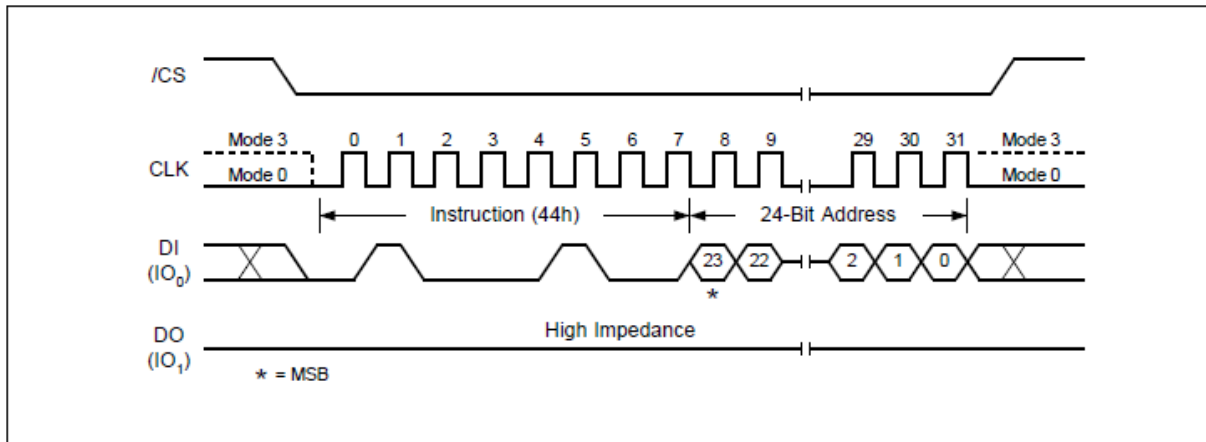 /CS
Mode 3 0 1 2 3 4 5 6 7 8 9 29 30 31 Mode 3
CLK Mode 0 Mode 0
Instruction (44h) 24-Bit Address
DI
(IO0) 23 22 2 1 0
*
High Impedance
DO
(IO1)
* = MSB